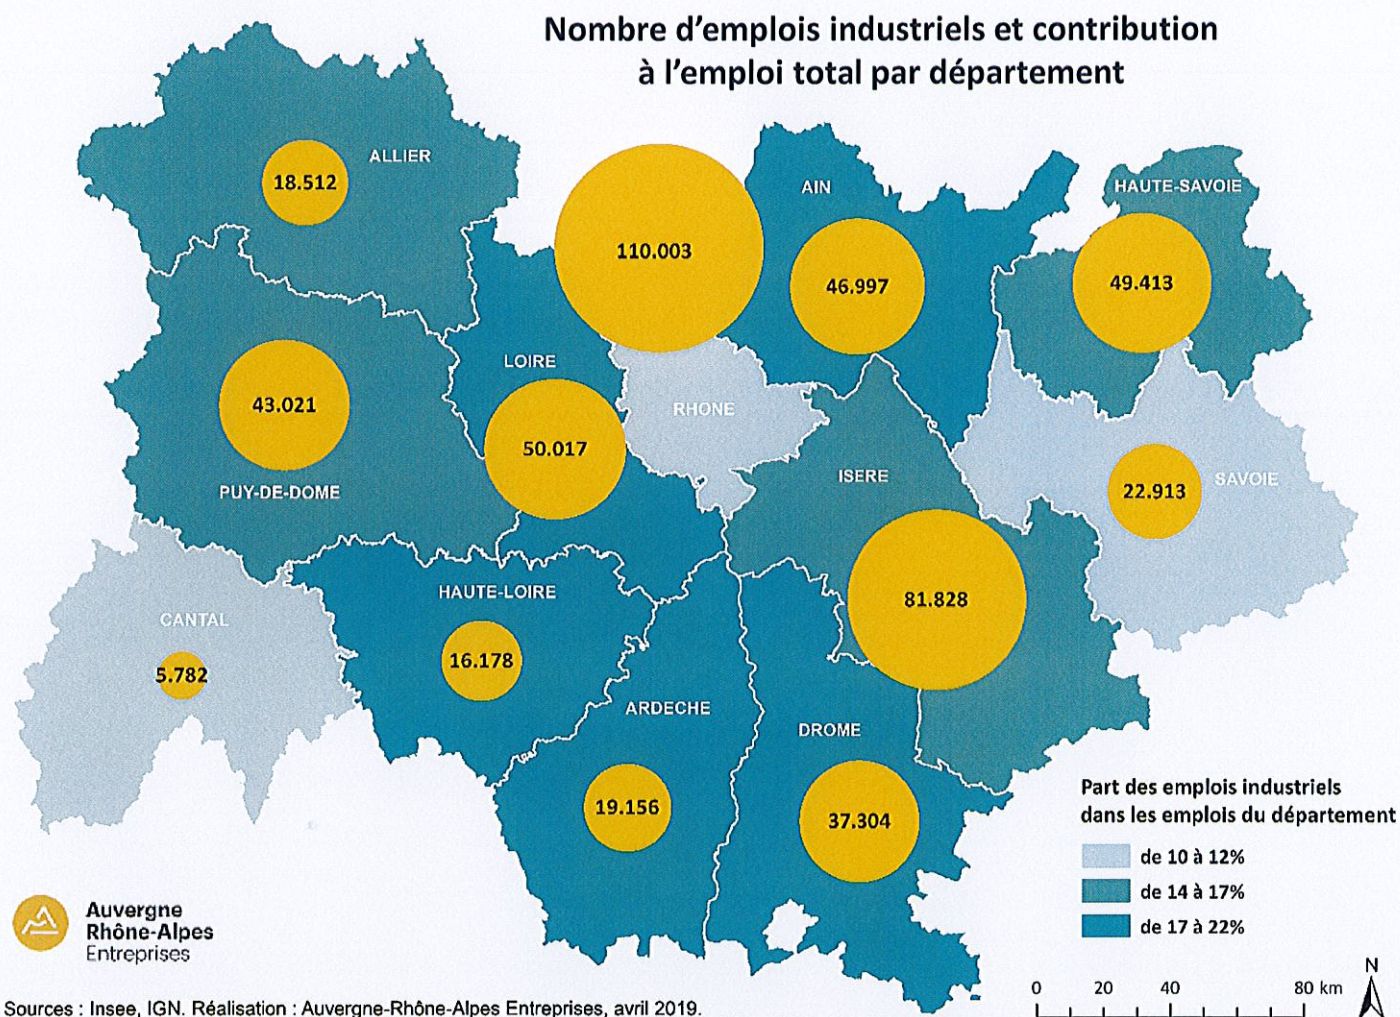 Nombre d'emplois industriels et contribution
à l'emploi total par département
ALLIER
18.512
110.003
AIN
46.997
HAUTE-SAVOIE
49.413
LOIRE
50.017
RHONE
43.021
PUY-DE-DOME
ISERE
81.828
SAVOIE
22.913
CANTAL
5.782
HAUTE-LOIRE
16.178
ARDECHE
19.156
DROME
37.304
Part des emplois industriels
dans les emplois du département
de 10 à 12%
de 14 à 17%
de 17 à 22%
Auvergne
Rhône-Alpes
Entreprises
N
0 20 40 80 km
Sources : Insee, IGN. Réalisation : Auvergne-Rhône-Alpes Entreprises, avril 2019.